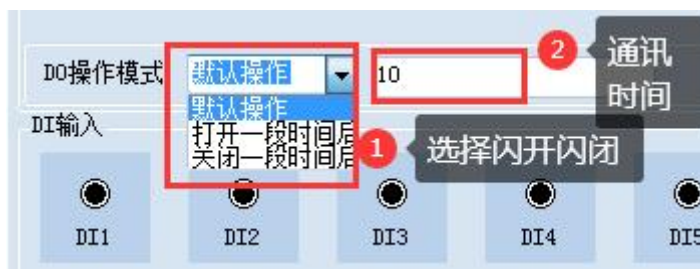 DO操作模式
默认操作
10
2
通讯
时间
默认操作
打开一段时间后
关闭一段时间后
1
选择闪开闪闭
DI输入
DI1
DI2
DI3
DI4
DI5